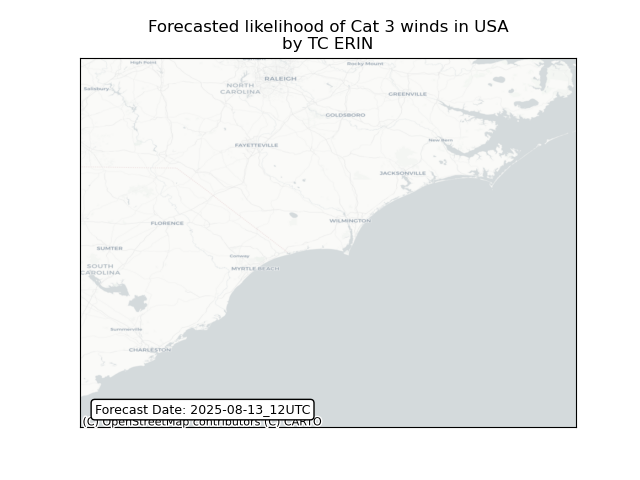 Forecasted likelihood of Cat 3 winds in USA
by TC ERIN
High Point
Rocky Mount
RALEIGH
Salisbury
NORTH
CAROLINA
GREENVILLE
GOLDSBORO
New Bern
FAYETTEVILLE
JACKSONVILLE
WILMINGTON
FLORENCE
SUMTER
Conway
SOUTH
CAROLINA
MYRTLE BEACH
Summerville
CHARLESTON
Forecast Date: 2025-08-13_12UTC
(C) OpenStreetMap contributors (C) CARTO